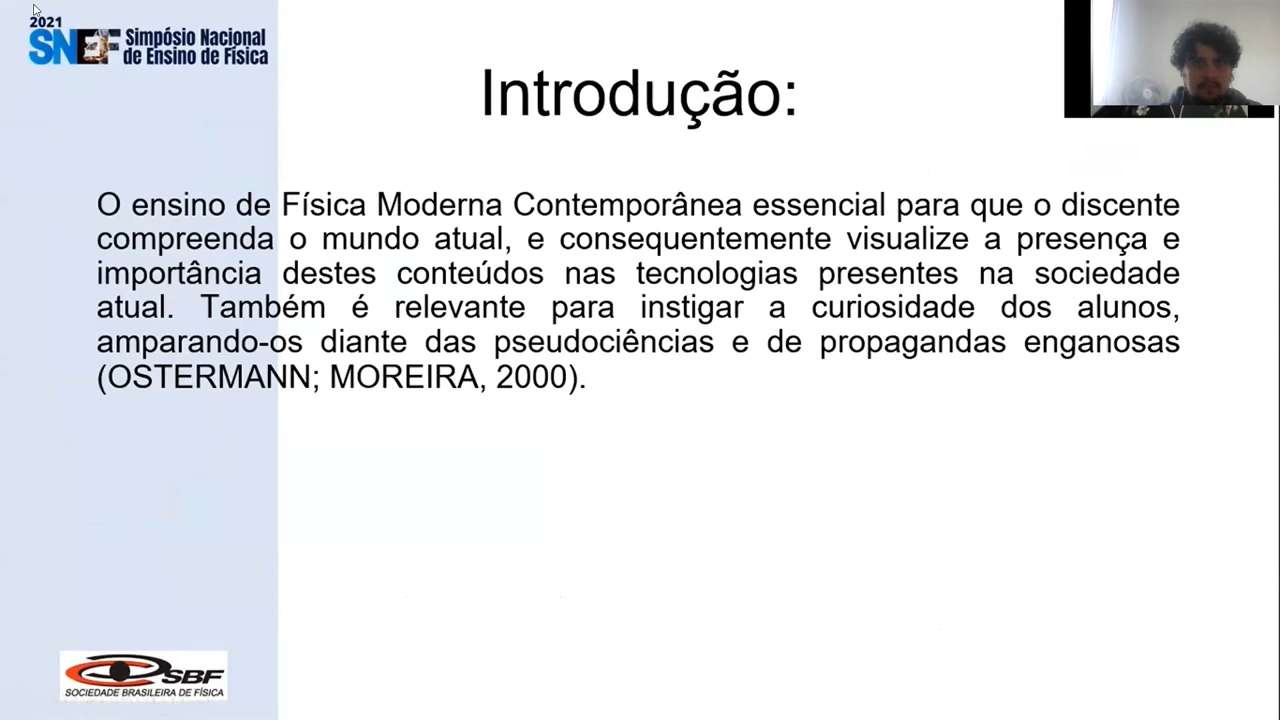 2021
SNEF Simpósio Nacional
de Ensino de Física
Introdução:
O ensino de Física Moderna Contemporânea essencial para que o discente
compreenda o mundo atual, e consequentemente visualize a presença e
importância destes conteúdos nas tecnologias presentes na sociedade
atual. Também é relevante para instigar a curiosidade dos alunos,
amparando-os diante das pseudociências e de propagandas enganosas
(OSTERMANN; MOREIRA, 2000).
SBF
SOCIEDADE BRASILEIRA DE FÍSICA